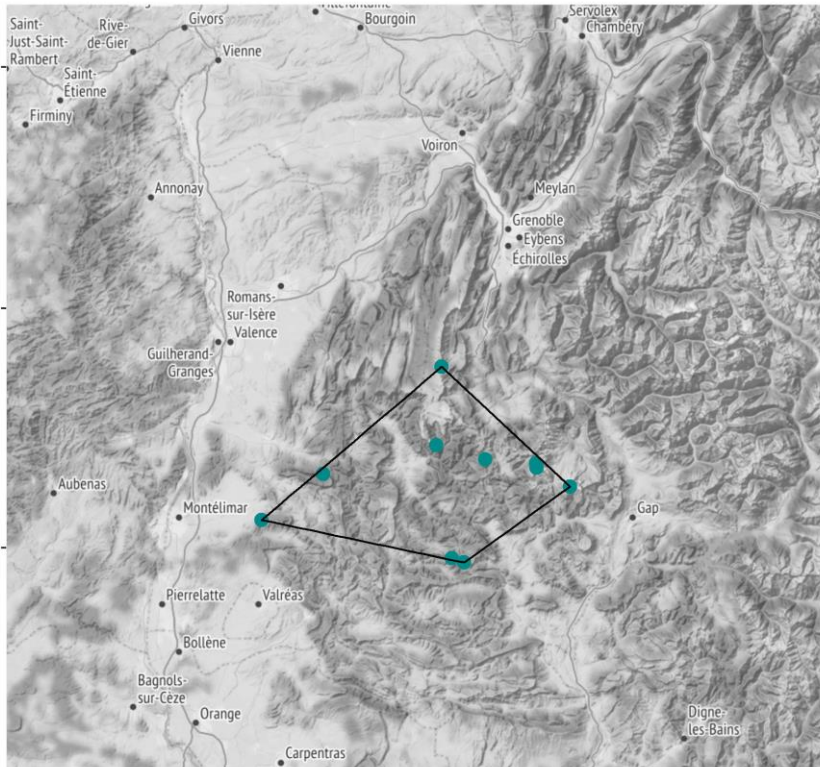 Villefontaine
Servolex
Saint-
Just-Saint-
Rambert
Rive-
de-Gier
Givors
Bourgoin
Chambéry
Vienne
Saint-
Étienne
Firminy
Voiron
Annonay
Meylan
Grenoble
Eybens
Échirolles
Romans-
sur-Isère
Valence
Guilherand-
Granges
Aubenas
Montélimar
Gap
Pierrelatte
Valréas
Bollène
Bagnols-
sur-Cèze
Orange
Digne-
les-Bains
Carpentras